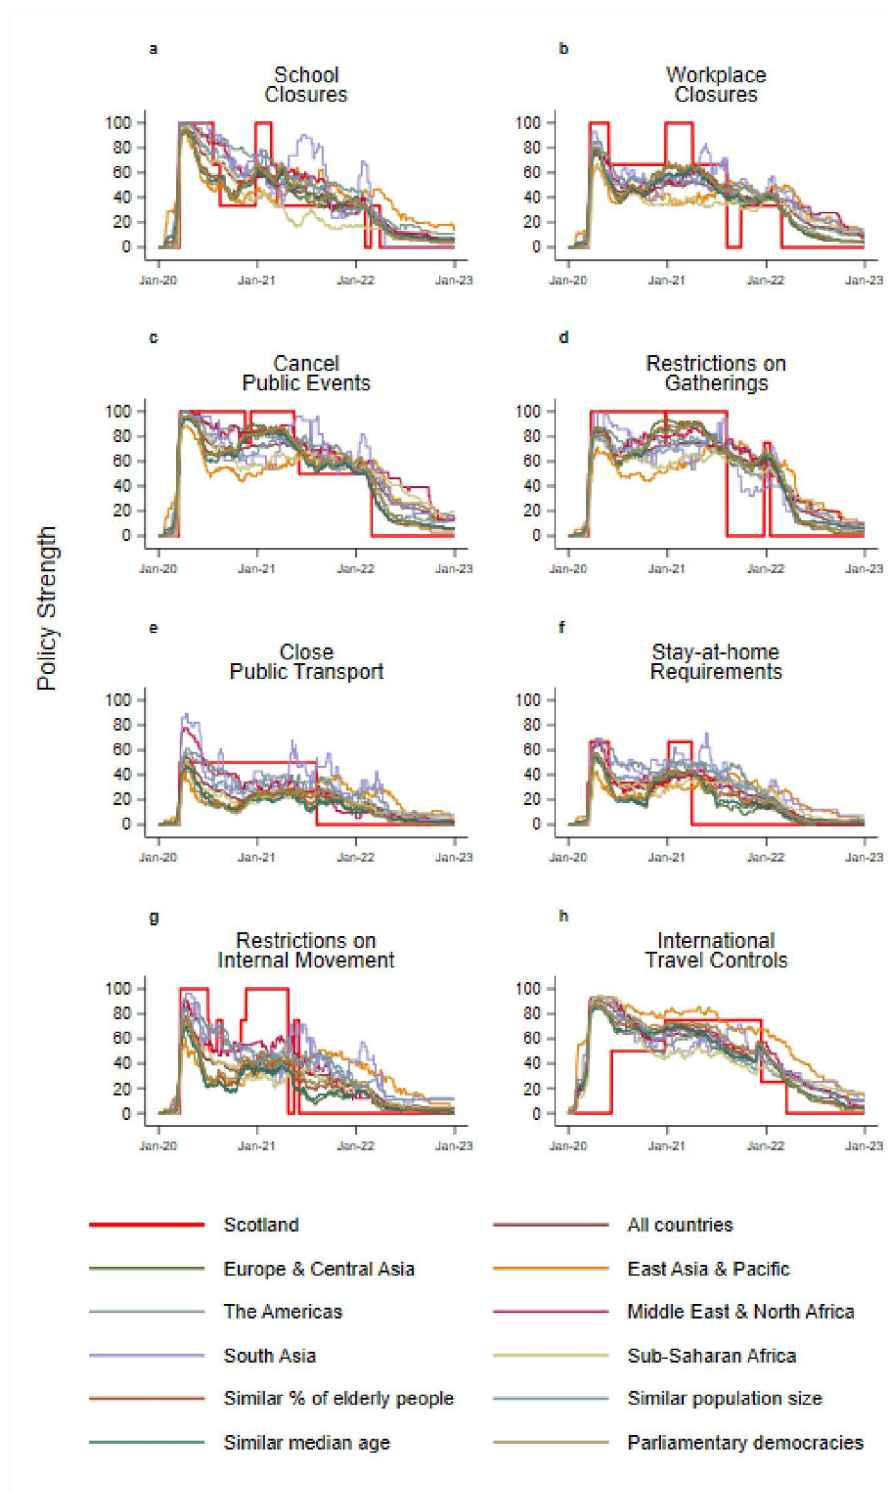 a
b
School
Closures
Workplace
Closures
100
80
60
40
20
0
Jan-20
Jan-21
Jan-22
Jan-23
100
80
60
40
20
0
Jan-20
Jan-21
Jan-22
Jan-23
c
d
Cancel
Public Events
Restrictions on
Gatherings
100
80
60
40
20
0
Jan-20
Jan-21
Jan-22
Jan-23
100
80
60
40
20
0
Jan-20
Jan-21
Jan-22
Jan-23
Policy Strength
e
f
Close
Public Transport
Stay-at-home
Requirements
100
80
60
40
20
0
Jan-20
Jan-21
Jan-22
Jan-23
100
80
60
40
20
0
Jan-20
Jan-21
Jan-22
Jan-23
g
h
Restrictions on
Internal Movement
International
Travel Controls
100
80
60
40
20
0
Jan-20
Jan-21
Jan-22
Jan-23
100
80
60
40
20
0
Jan-20
Jan-21
Jan-22
Jan-23
Scotland
All countries
Europe & Central Asia
East Asia & Pacific
The Americas
Middle East & North Africa
South Asia
Sub-Saharan Africa
Similar % of elderly people
Similar population size
Similar median age
Parliamentary democracies